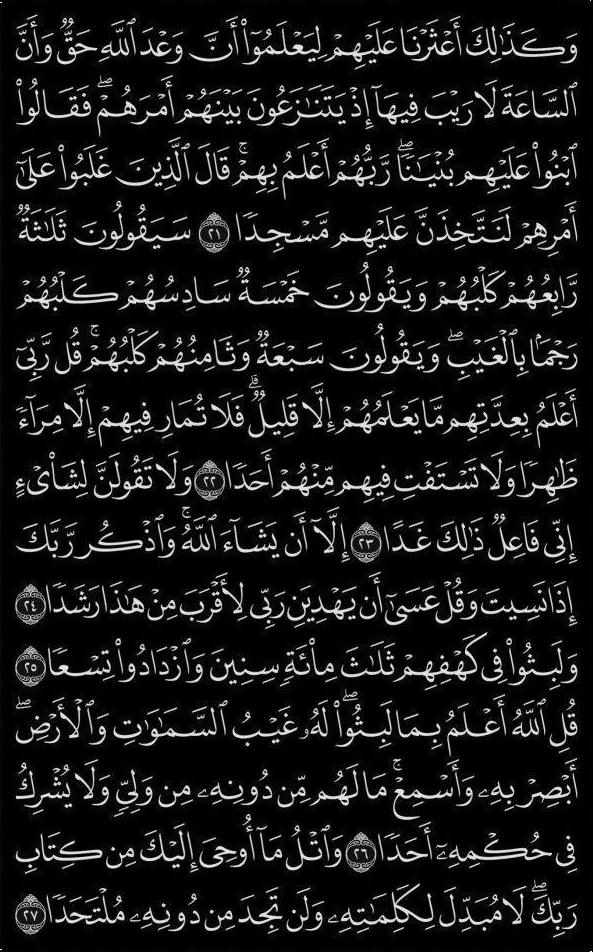 وَكَذَٰلِكَ أَعْثَرْنَا عَلَيْهِمْ لِيَعْلَمُوٓا۟ أَنَّ وَعْدَ ٱللَّهِ حَقٌّ وَأَنَّ
ٱلسَّاعَةَ لَا رَيْبَ فِيهَآ إِذْ يَتَنَٰزَعُونَ بَيْنَهُمْ أَمْرَهُمْ ۖ فَقَالُوا۟
ٱبْنُوا۟ عَلَيْهِم بُنْيَٰنًا ۖ رَّبُّهُمْ أَعْلَمُ بِهِمْ ۚ قَالَ ٱلَّذِينَ غَلَبُوا۟ عَلَىٰٓ
أَمْرِهِمْ لَنَتَّخِذَنَّ عَلَيْهِم مَّسْجِدًا ٢١ سَيَقُولُونَ ثَلَٰثَةٌ
رَّابِعُهُمْ كَلْبُهُمْ وَيَقُولُونَ خَمْسَةٌ سَادِسُهُمْ كَلْبُهُمْ
رَجْمًۢا بِٱلْغَيْبِ ۖ وَيَقُولُونَ سَبْعَةٌ وَثَامِنُهُمْ كَلْبُهُمْ ۚ قُل رَّبِّىٓ
أَعْلَمُ بِعِدَّتِهِم مَّا يَعْلَمُهُمْ إِلَّا قَلِيلٌ ۗ فَلَا تُمَارِ فِيهِمْ إِلَّا مِرَآءً
ظَٰهِرًا وَلَا تَسْتَفْتِ فِيهِم مِّنْهُمْ أَحَدًا ٢٢ وَلَا تَقُولَنَّ لِشَا۟ىْءٍ
إِنِّى فَاعِلٌ ذَٰلِكَ غَدًا ٢٣ إِلَّآ أَن يَشَآءَ ٱللَّهُ ۚ وَٱذْكُر رَّبَّكَ
إِذَا نَسِيتَ وَقُلْ عَسَىٰٓ أَن يَهْدِيَنِ رَبِّى لِأَقْرَبَ مِنْ هَٰذَا رَشَدًا ٢٤
وَلَبِثُوا۟ فِى كَهْفِهِمْ ثَلَٰثَ مِا۟ئَةٍ سِنِينَ وَٱزْدَادُوا۟ تِسْعًا ٢٥
قُلِ ٱللَّهُ أَعْلَمُ بِمَا لَبِثُوا۟ ۖ لَهُۥ غَيْبُ ٱلسَّمَٰوَٰتِ وَٱلْأَرْضِ ۖ
أَبْصِرْ بِهِۦ وَأَسْمِعْ ۚ مَا لَهُم مِّن دُونِهِۦ مِن وَلِىٍّ وَلَا يُشْرِكُ
فِى حُكْمِهِۦٓ أَحَدًا ٢٦ وَٱتْلُ مَآ أُوحِىَ إِلَيْكَ مِن كِتَابِ
رَبِّكَ ۖ لَا مُبَدِّلَ لِكَلِمَٰتِهِۦ وَلَن تَجِدَ مِن دُونِهِۦ مُلْتَحَدًا ٢٧